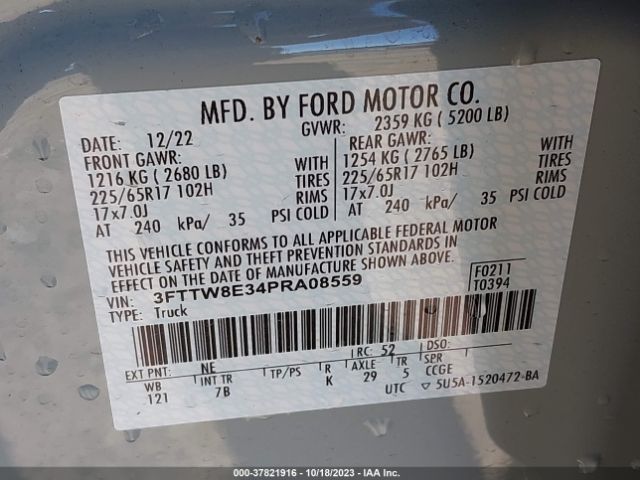 MFD. BY FORD MOTOR CO.
DATE: 12/22 GVWR: 2359 KG ( 5200 LB)
FRONT GAWR: REAR GAWR:
1216 KG ( 2680 LB) WITH 1254 KG ( 2765 LB) WITH
225/65R17 102H TIRES 225/65R17 102H TIRES
17x7.0J RIMS 17x7.0J RIMS
AT 240 kPa/ 35 PSI COLD AT 240 kPa/ 35 PSI COLD
THIS VEHICLE CONFORMS TO ALL APPLICABLE FEDERAL MOTOR
VEHICLE SAFETY AND THEFT PREVENTION STANDARDS IN
EFFECT ON THE DATE OF MANUFACTURE SHOWN ABOVE.
VIN: 3FTTW8E34PRA08559 F0211
TYPE: Truck T0394
EXT PNT: NE RC: 52 DSO:
WB INT TR TP/PS R AXLE TR SPR
121 7B K 29 5 CCGE
UTC ▽ 5U5A-1520472-BA
000-37821916 - 10/18/2023 - IAA Inc.